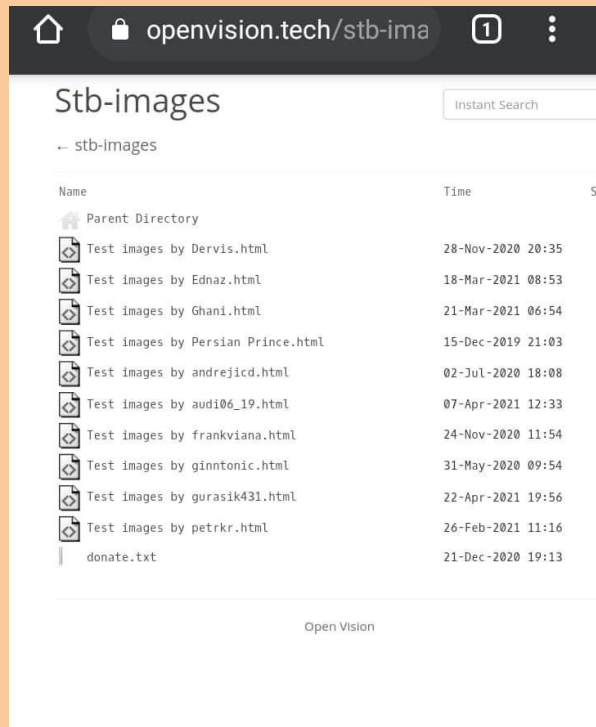 openvision.tech/stb-ima 1
Stb-images
Instant Search
← stb-images
Name Time S
Parent Directory
Test images by Dervis.html 28-Nov-2020 20:35
Test images by Ednaz.html 18-Mar-2021 08:53
Test images by Ghani.html 21-Mar-2021 06:54
Test images by Persian Prince.html 15-Dec-2019 21:03
Test images by andrejicd.html 02-Jul-2020 18:08
Test images by audi06_19.html 07-Apr-2021 12:33
Test images by frankviana.html 24-Nov-2020 11:54
Test images by ginntonic.html 31-May-2020 09:54
Test images by gurasik431.html 22-Apr-2021 19:56
Test images by petrkr.html 26-Feb-2021 11:16
donate.txt 21-Dec-2020 19:13
Open Vision